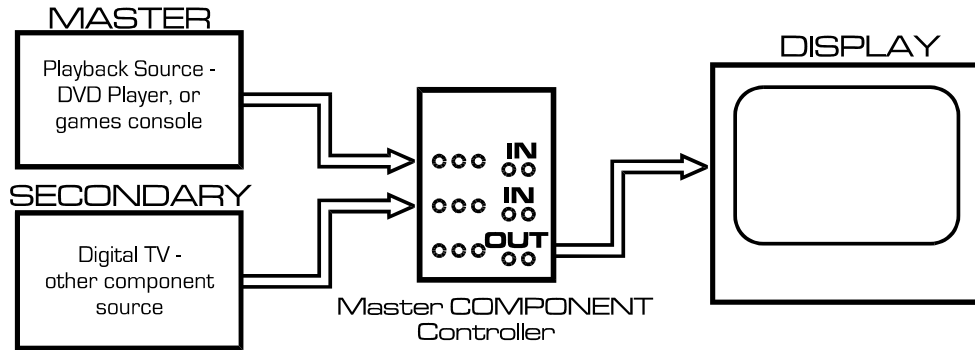 MASTER
Playback Source -
DVD Player, or
games console
SECONDARY
Digital TV -
other component
source
IN
IN
OUT
Master COMPONENT
Controller
DISPLAY